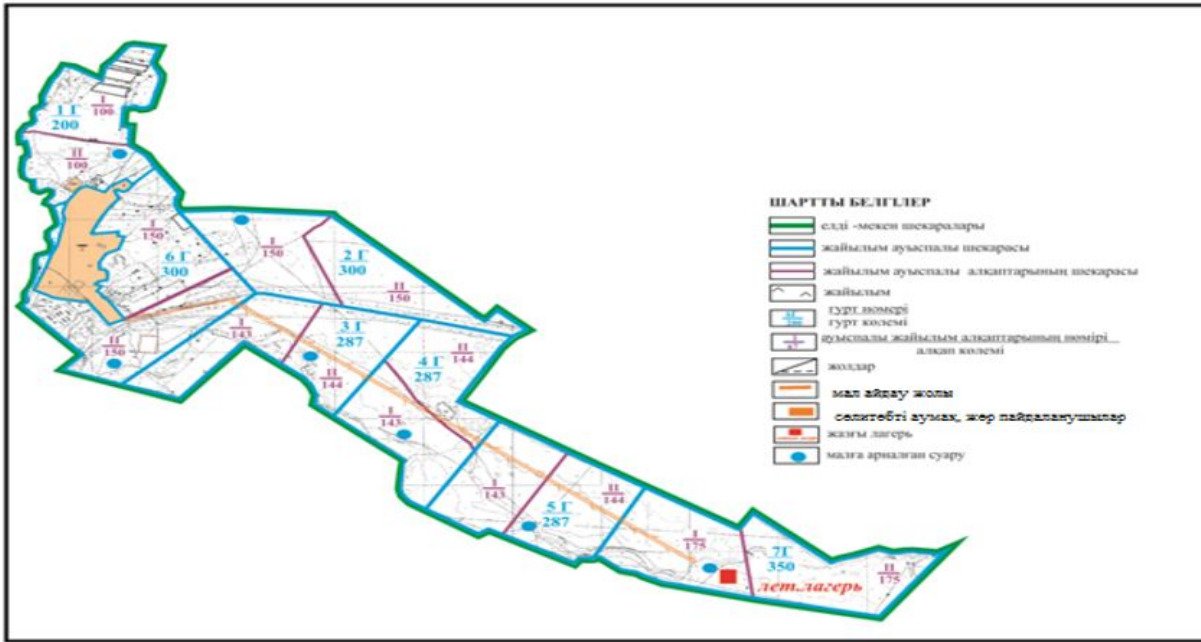 I
100
1 Г
200
II
100
I
150
6 Г
300
I
150
2 Г
300
II
150
II
150
I
143
3 Г
287
II
144
4 Г
287
II
144
I
143
I
143
5 Г
287
II
144
I
175
7Г
350
II
175
лет.лагерь
ШАРТТЫ БЕЛГІЛЕР
елді -мекен шекаралары
жайылым ауыспалы шекарасы
жайылым ауыспалы алқаптарының шекарасы
жайылым
гурт номері
гурт көлемі
ауыспалы жайылым алқаптарының номірі
алқап көлемі
жолдар
мал айдау жолы
селитебті аумақ, жер пайдаланушылар
жазғы лагерь
малға арналған суару